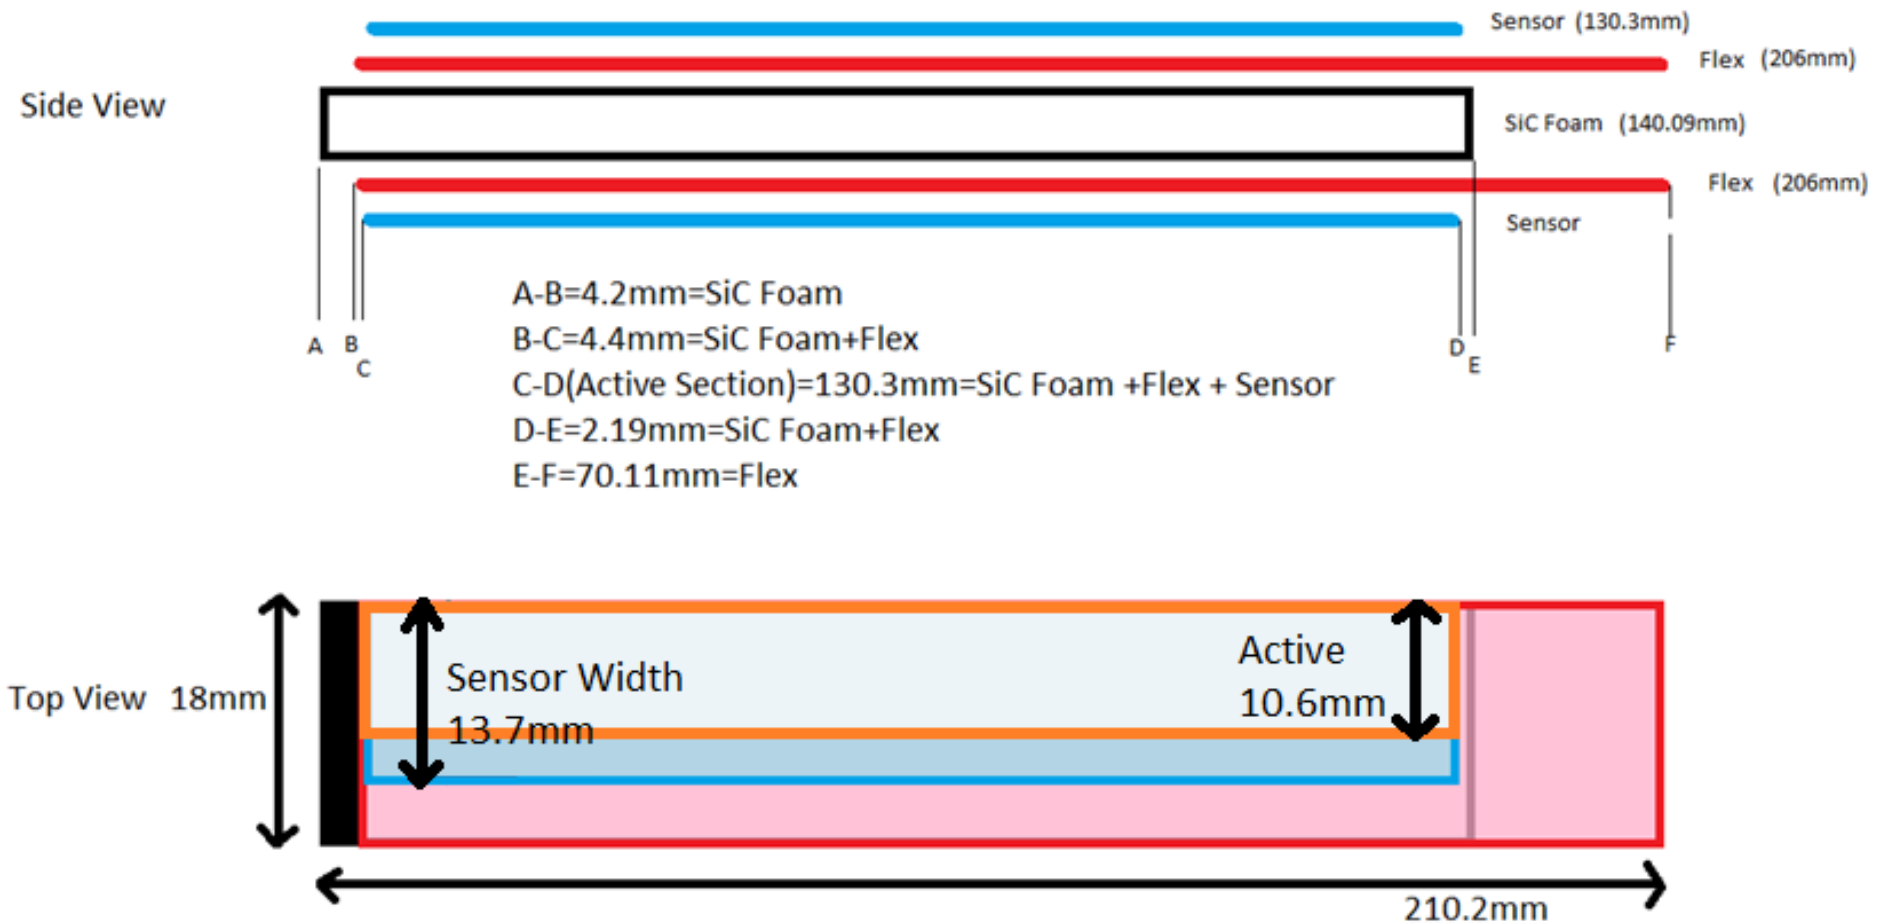 Sensor (130.3mm)
Flex (206mm)
Side View
SiC Foam (140.09mm)
Flex (206mm)
Sensor
A-B=4.2mm=SiC Foam
B-C=4.4mm=SiC Foam+Flex
C-D(Active Section)=130.3mm=SiC Foam +Flex + Sensor
D-E=2.19mm=SiC Foam+Flex
E-F=70.11mm=Flex
A B C D E F
Top View 18mm
Sensor Width
13.7mm
Active
10.6mm
210.2mm